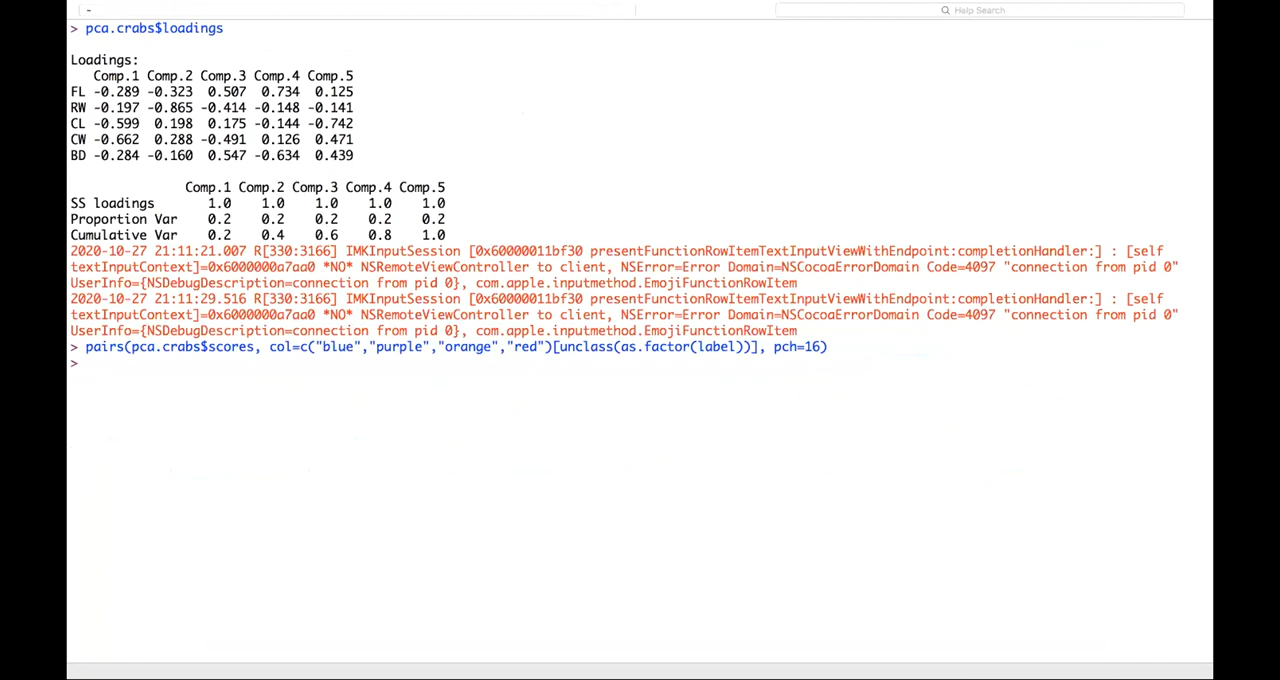 -
Help Search
> pca.crabs$loadings
Loadings:
Comp.1 Comp.2 Comp.3 Comp.4 Comp.5
FL -0.289 -0.323 0.507 0.734 0.125
RW -0.197 -0.865 -0.414 -0.148 -0.141
CL -0.599 0.198 0.175 -0.144 -0.742
CW -0.662 0.288 -0.491 0.126 0.471
BD -0.284 -0.160 0.547 -0.634 0.439
Comp.1 Comp.2 Comp.3 Comp.4 Comp.5
SS loadings 1.0 1.0 1.0 1.0 1.0
Proportion Var 0.2 0.2 0.2 0.2 0.2
Cumulative Var 0.2 0.4 0.6 0.8 1.0
2020-10-27 21:11:21.007 R[330:3166] IMKInputSession [0x60000011bf30 presentFunctionRowItemTextInputViewWithEndpoint:completionHandler:] : [self
textInputContext]=0x6000000a7aa0 *NO* NSRemoteViewController to client, NSError=Error Domain=NSCocoaErrorDomain Code=4097 "connection from pid 0"
UserInfo={NSDebugDescription=connection from pid 0}, com.apple.inputmethod.EmojiFunctionRowItem
2020-10-27 21:11:29.516 R[330:3166] IMKInputSession [0x60000011bf30 presentFunctionRowItemTextInputViewWithEndpoint:completionHandler:] : [self
textInputContext]=0x6000000a7aa0 *NO* NSRemoteViewController to client, NSError=Error Domain=NSCocoaErrorDomain Code=4097 "connection from pid 0"
UserInfo={NSDebugDescription=connection from pid 0}, com.apple.inputmethod.EmojiFunctionRowItem
> pairs(pca.crabs$scores, col=c("blue","purple","orange","red")[unclass(as.factor(label))], pch=16)
>